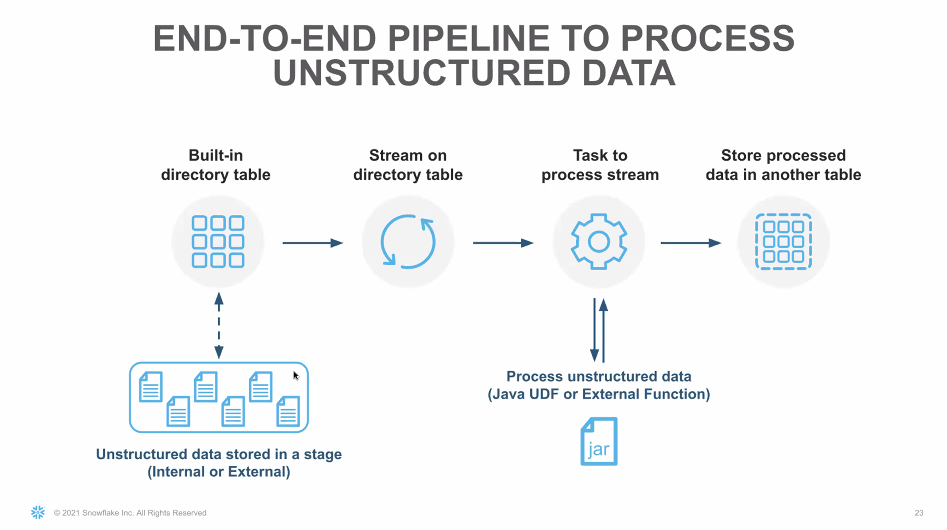 END-TO-END PIPELINE TO PROCESS
UNSTRUCTURED DATA
Built-in
directory table
Stream on
directory table
Task to
process stream
Store processed
data in another table
Process unstructured data
(Java UDF or External Function)
jar
Unstructured data stored in a stage
(Internal or External)
© 2021 Snowflake Inc. All Rights Reserved
23